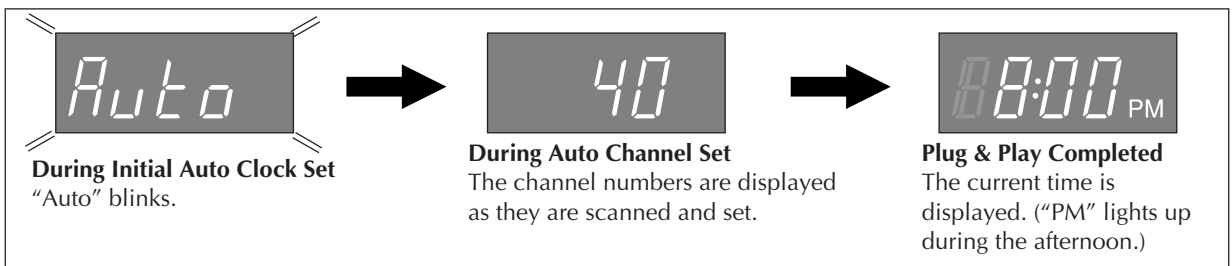 Auto
During Initial Auto Clock Set
“Auto” blinks.
40
During Auto Channel Set
The channel numbers are displayed
as they are scanned and set.
8:00 PM
Plug & Play Completed
The current time is
displayed. (“PM” lights up
during the afternoon.)